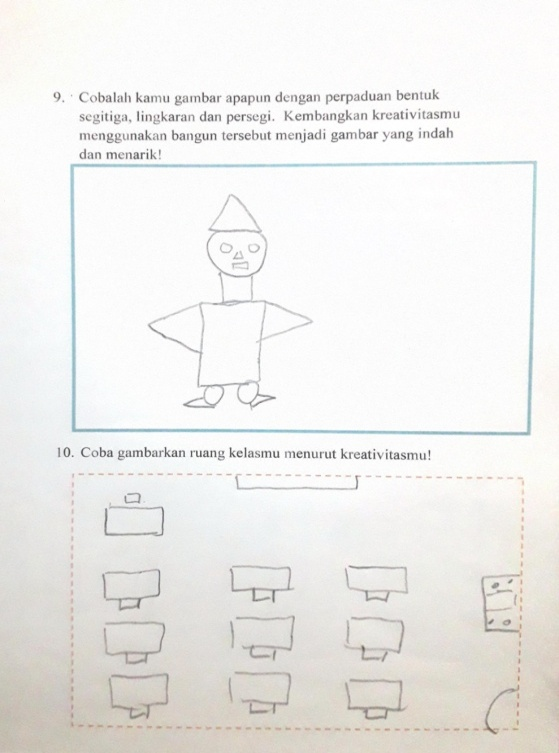 9. Cobalah kamu gambar apapun dengan perpaduan bentuk
segitiga, lingkaran dan persegi. Kembangkan kreativitasmu
menggunakan bangun tersebut menjadi gambar yang indah
dan menarik!
10. Coba gambarkan ruang kelasmu menurut kreativitasmu!